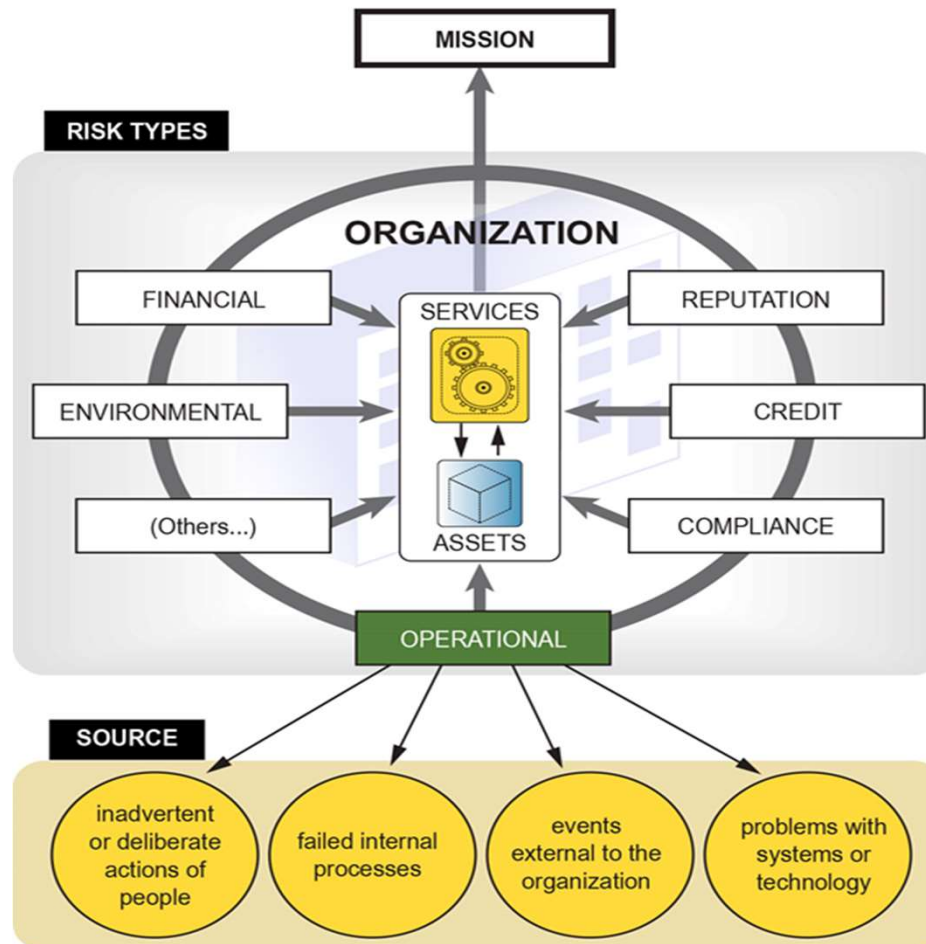 MISSION
RISK TYPES
ORGANIZATION
FINANCIAL
SERVICES
REPUTATION
ENVIRONMENTAL
CREDIT
(Others...)
ASSETS
COMPLIANCE
OPERATIONAL
SOURCE
inadvertent
or deliberate
actions of
people
failed internal
processes
events
external to the
organization
problems with
systems or
technology